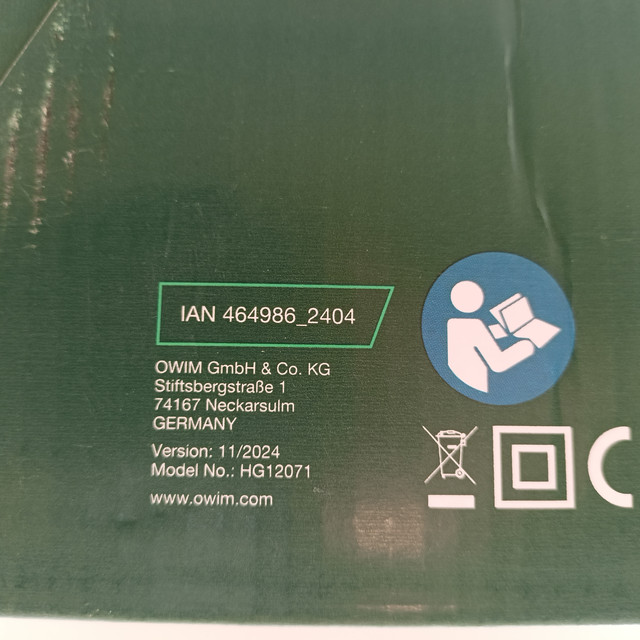 IAN 464986_2404
OWIM GmbH & Co. KG
Stiftsbergstraße 1
74167 Neckarsulm
GERMANY
Version: 11/2024
Model No.: HG12071
www.owim.com